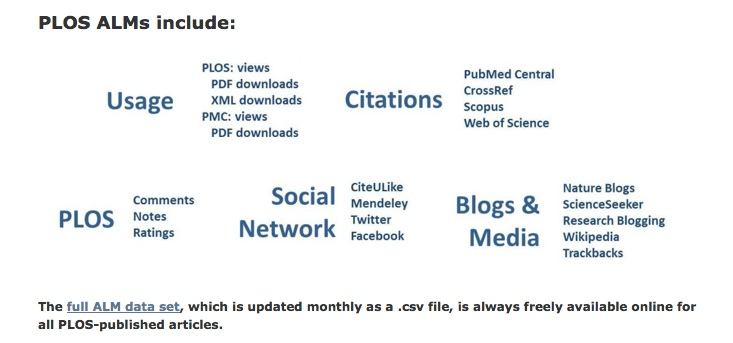 PLOS ALMs include:
Usage
PLOS: views
PDF downloads
XML downloads
PMC: views
PDF downloads
Citations
PubMed Central
CrossRef
Scopus
Web of Science
PLOS
Comments
Notes
Ratings
Social
Network
CiteULike
Mendeley
Twitter
Facebook
Blogs &
Media
Nature Blogs
ScienceSeeker
Research Blogging
Wikipedia
Trackbacks
The full ALM data set, which is updated monthly as a .csv file, is always freely available online for
all PLOS-published articles.